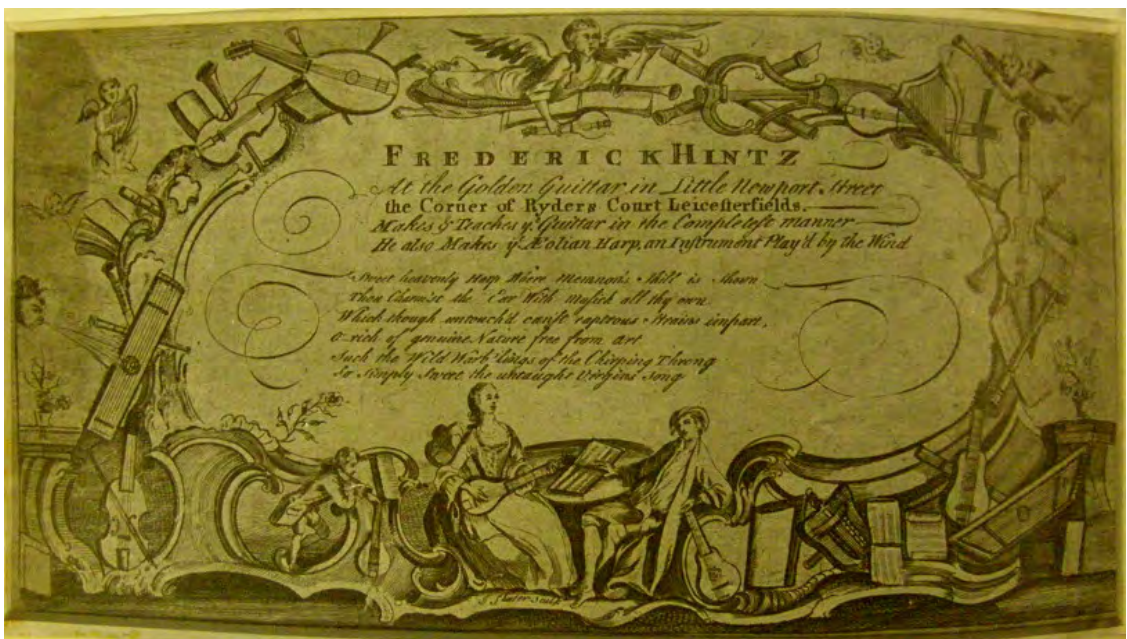 FREDERICK HINTZ
At the Golden Guittar in Little Newport Street
the Corner of Ryders Court Leicesterfields.
Makes & Teaches yͤ Guittar in the Compleatest manner
He also Makes yͤ Æolian Harp, an Instrument Play'd by the Wind
Sweet heavenly Harp Where Memnon's Skill is Shewn
Thou Charm'st the Ear With Musick all thy own.
Which though untouch'd canst raptrous Strains impart,
O rich of genuine Nature free from Art
Such the Wild Warb'lings of the Chirping Throng
So Simply Sweet the untaught Virgins Song
Sculp